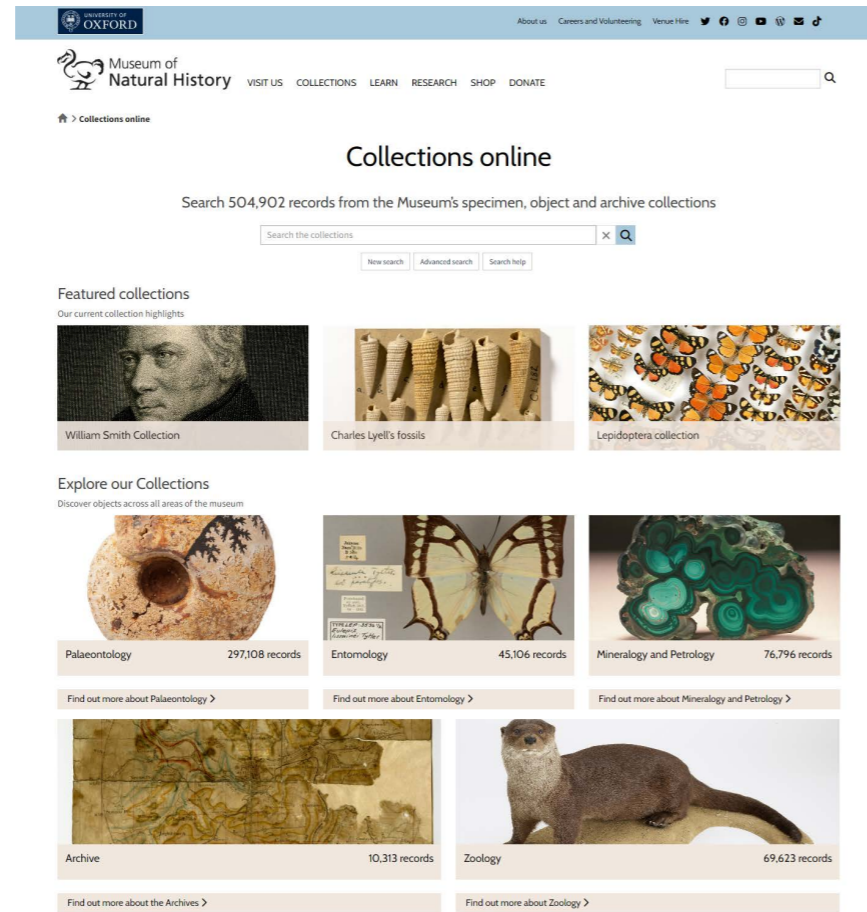 UNIVERSITY OF
OXFORD
About us Careers and Volunteering Venue Hire
Museum of
Natural History
VISIT US COLLECTIONS LEARN RESEARCH SHOP DONATE
> Collections online
Collections online
Search 504,902 records from the Museum's specimen, object and archive collections
Search the collections
New search Advanced search Search help
Featured collections
Our current collection highlights
William Smith Collection Charles Lyell's fossils Lepidoptera collection
Explore our Collections
Discover objects across all areas of the museum
Palaeontology 297,108 records Entomology 45,106 records Mineralogy and Petrology 76,796 records
Find out more about Palaeontology > Find out more about Entomology > Find out more about Mineralogy and Petrology >
Archive 10,313 records Zoology 69,623 records
Find out more about the Archives > Find out more about Zoology >